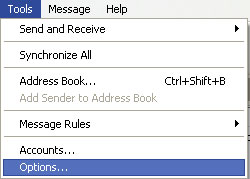 Tools Message Help
Send and Receive
Synchronize All
Address Book... Ctrl+Shift+B
Add Sender to Address Book
Message Rules
Accounts...
Options...